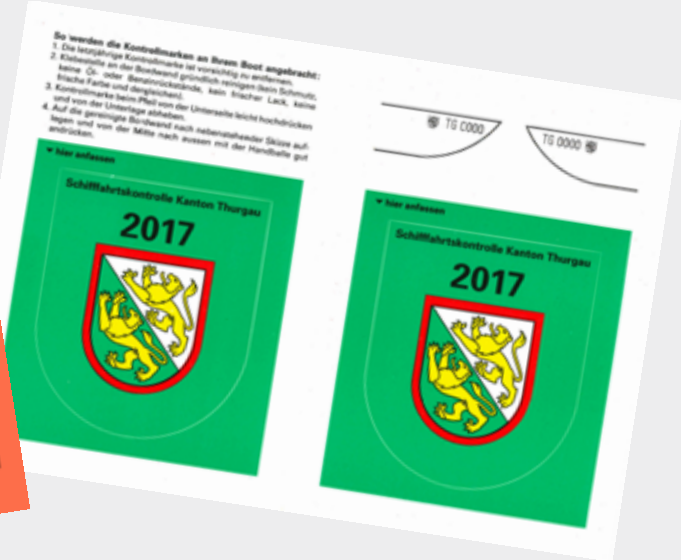 So werden die Kontrollmarken an Ihrem Boot angebracht:
1. Die letztjährige Kontrollmarke ist vorsichtig zu entfernen.
2. Klebestelle an der Bordwand gründlich reinigen (kein Schmutz,
keine Öl- oder Benzinrückstände, kein frischer Lack, keine
frische Farbe und dergleichen).
3. Kontrollmarke beim Pfeil von der Unterseite leicht hochdrücken
und von der Unterlage abheben.
4. Auf die gereinigte Bordwand nach nebenstehender Skizze auf-
legen und von der Mitte nach aussen mit der Handballe gut
andrücken.
TG 0000
TG 0000
▼ hier anfassen
Schifffahrtskontrolle Kanton Thurgau
2017
▼ hier anfassen
Schifffahrtskontrolle Kanton Thurgau
2017